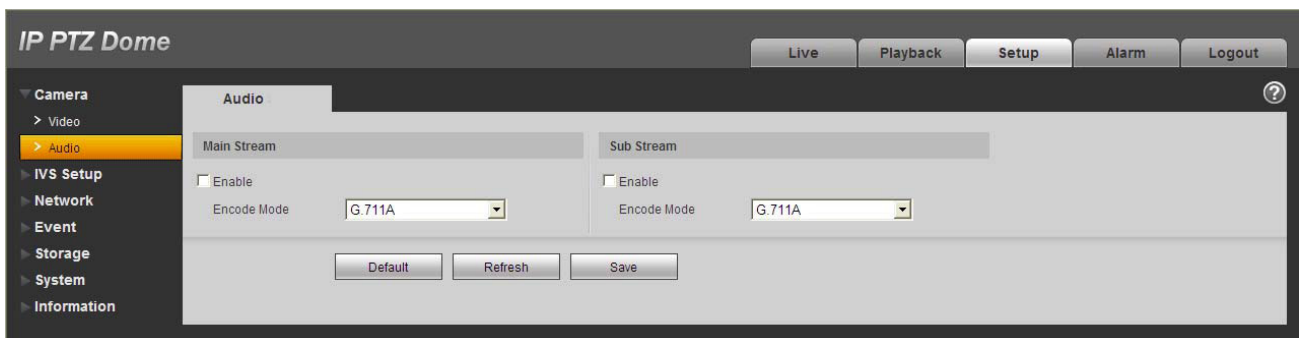 IP PTZ Dome
Live Playback Setup Alarm Logout
Camera
> Video
> Audio
IVS Setup
Network
Event
Storage
System
Information
Audio
?
Main Stream
Enable
Encode Mode G.711A
Sub Stream
Enable
Encode Mode G.711A
Default Refresh Save